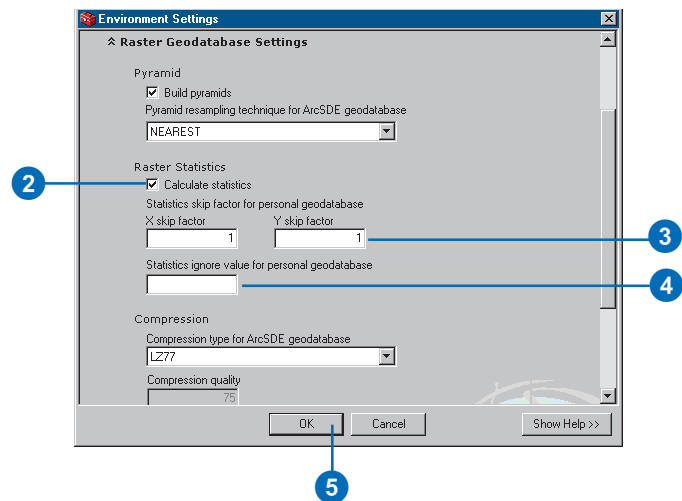 Environment Settings
Raster Geodatabase Settings
Pyramid
Build pyramids
Pyramid resampling technique for ArcSDE geodatabase
NEAREST
Raster Statistics
2
Calculate statistics
Statistics skip factor for personal geodatabase
X skip factor Y skip factor
1 1
3
Statistics ignore value for personal geodatabase
4
Compression
Compression type for ArcSDE geodatabase
LZ77
Compression quality
75
OK Cancel Show Help >>
5